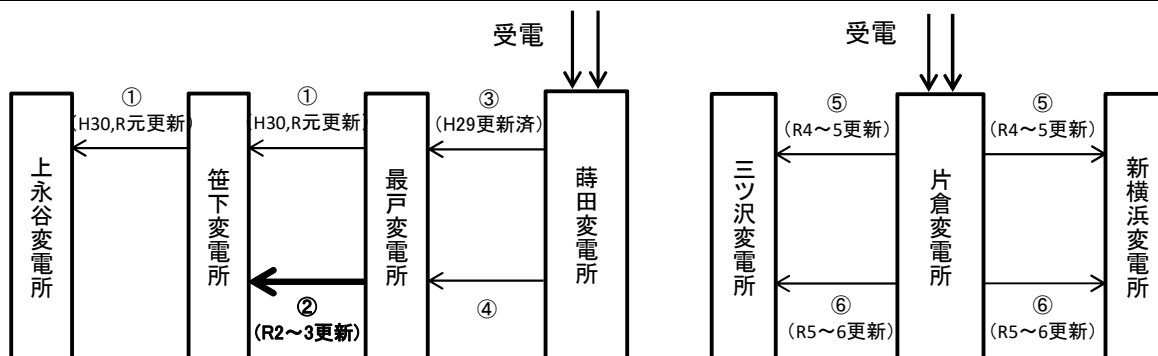 受電
受電
①
①
③
⑤
⑤
(H30,R元更新)
(H30,R元更新)
(H29更新済)
(R4～5更新)
(R4～5更新)
上永谷変電所
笹下変電所
最戸変電所
蒔田変電所
三ツ沢変電所
片倉変電所
新横浜変電所
②
④
⑥
⑥
(R2～3更新)
(R5～6更新)
(R5～6更新)